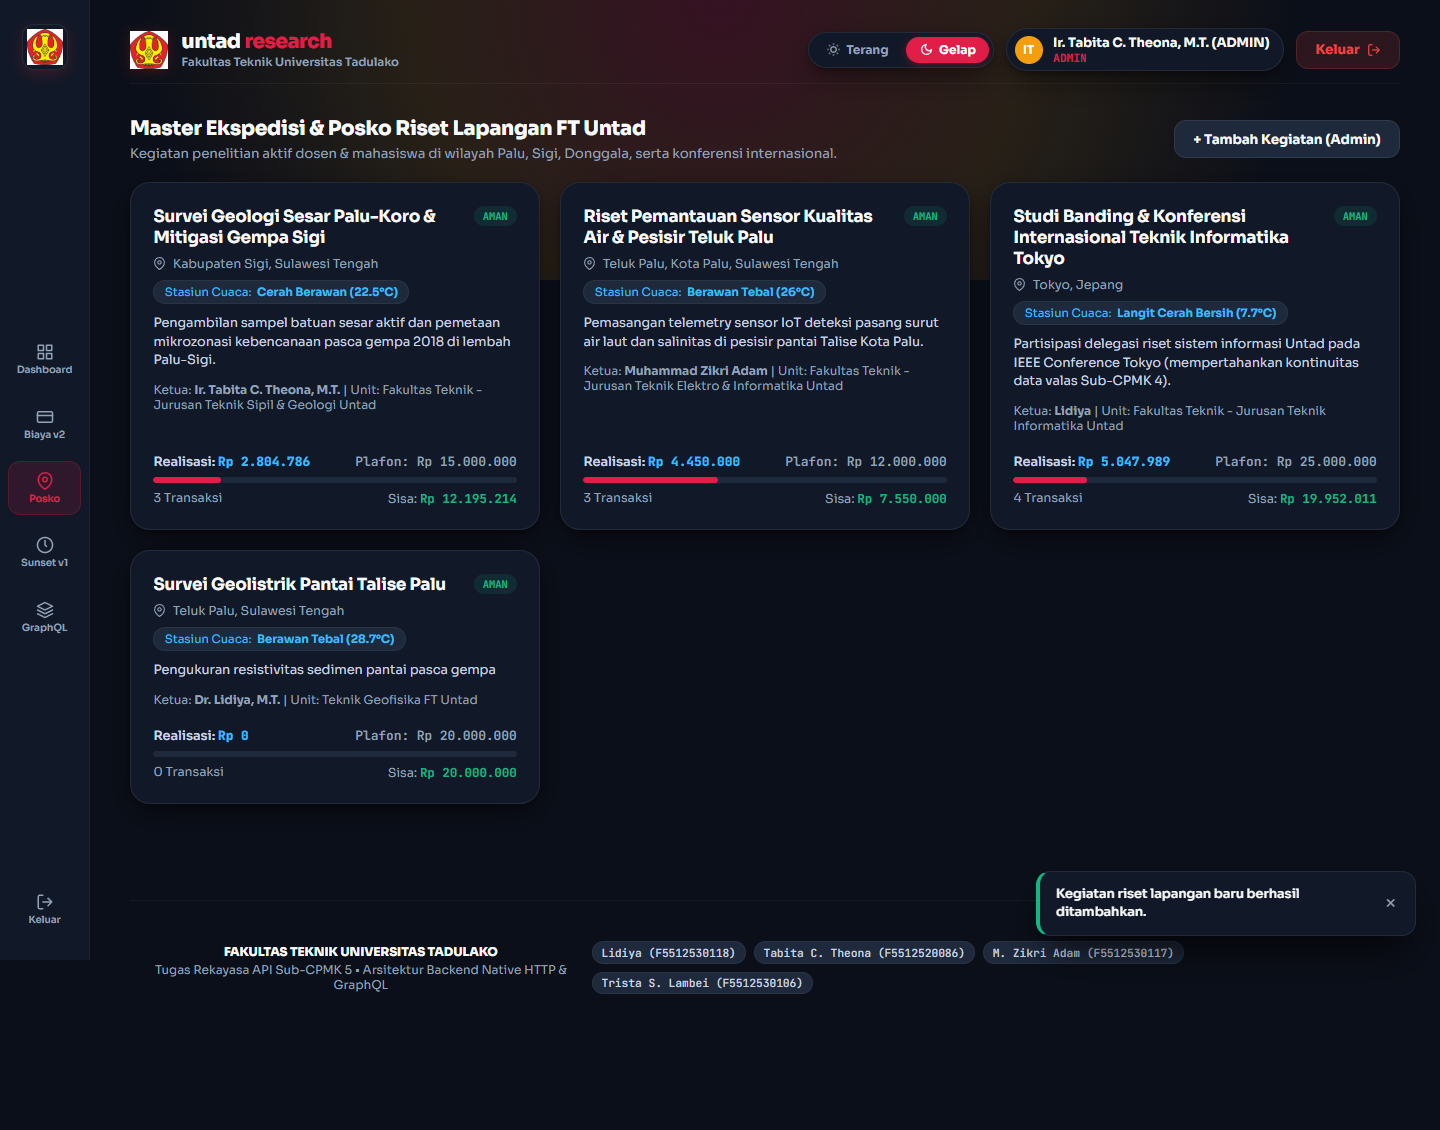 untad research
Fakultas Teknik Universitas Tadulako
Terang
Gelap
IT
Ir. Tabita C. Theona, M.T. (ADMIN)
ADMIN
Keluar
Dashboard
Biaya v2
Posko
Sunset v1
GraphQL
Keluar
Master Ekspedisi & Posko Riset Lapangan FT Untad
Kegiatan penelitian aktif dosen & mahasiswa di wilayah Palu, Sigi, Donggala, serta konferensi internasional.
+ Tambah Kegiatan (Admin)
Survei Geologi Sesar Palu-Koro &
Mitigasi Gempa Sigi
AMAN
Kabupaten Sigi, Sulawesi Tengah
Stasiun Cuaca: Cerah Berawan (22.5°C)
Pengambilan sampel batuan sesar aktif dan pemetaan
mikrozonasi kebencanaan pasca gempa 2018 di lembah
Palu-Sigi.
Ketua: Ir. Tabita C. Theona, M.T. | Unit: Fakultas Teknik -
Jurusan Teknik Sipil & Geologi Untad
Realisasi: Rp 2.804.786
Plafon: Rp 15.000.000
3 Transaksi
Sisa: Rp 12.195.214
Riset Pemantauan Sensor Kualitas
Air & Pesisir Teluk Palu
AMAN
Teluk Palu, Kota Palu, Sulawesi Tengah
Stasiun Cuaca: Berawan Tebal (26°C)
Pemasangan telemetry sensor IoT deteksi pasang surut
air laut dan salinitas di pesisir pantai Talise Kota Palu.
Ketua: Muhammad Zikri Adam | Unit: Fakultas Teknik -
Jurusan Teknik Elektro & Informatika Untad
Realisasi: Rp 4.450.000
Plafon: Rp 12.000.000
3 Transaksi
Sisa: Rp 7.550.000
Studi Banding & Konferensi
Internasional Teknik Informatika
Tokyo
AMAN
Tokyo, Jepang
Stasiun Cuaca: Langit Cerah Bersih (7.7°C)
Partisipasi delegasi riset sistem informasi Untad pada
IEEE Conference Tokyo (mempertahankan kontinuitas
data valas Sub-CPMK 4).
Ketua: Lidiya | Unit: Fakultas Teknik - Jurusan Teknik
Informatika Untad
Realisasi: Rp 5.047.989
Plafon: Rp 25.000.000
4 Transaksi
Sisa: Rp 19.952.011
Survei Geolistrik Pantai Talise Palu
AMAN
Teluk Palu, Sulawesi Tengah
Stasiun Cuaca: Berawan Tebal (28.7°C)
Pengukuran resistivitas sedimen pantai pasca gempa
Ketua: Dr. Lidiya, M.T. | Unit: Teknik Geofisika FT Untad
Realisasi: Rp 0
Plafon: Rp 20.000.000
0 Transaksi
Sisa: Rp 20.000.000
Kegiatan riset lapangan baru berhasil
ditambahkan.
FAKULTAS TEKNIK UNIVERSITAS TADULAKO
Tugas Rekayasa API Sub-CPMK 5 • Arsitektur Backend Native HTTP &
GraphQL
Lidiya (F5512530118)
Tabita C. Theona (F5512520086)
M. Zikri Adam (F5512530117)
Trista S. Lambei (F5512530106)